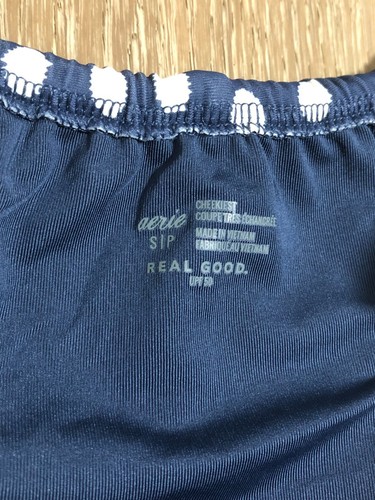 aerie
S|P
CHEEKIEST
COUPE TRÈS ÉCHANCRÉE
MADE IN VIETNAM
FABRIQUÉ AU VIETNAM
REAL GOOD.
UPF 50